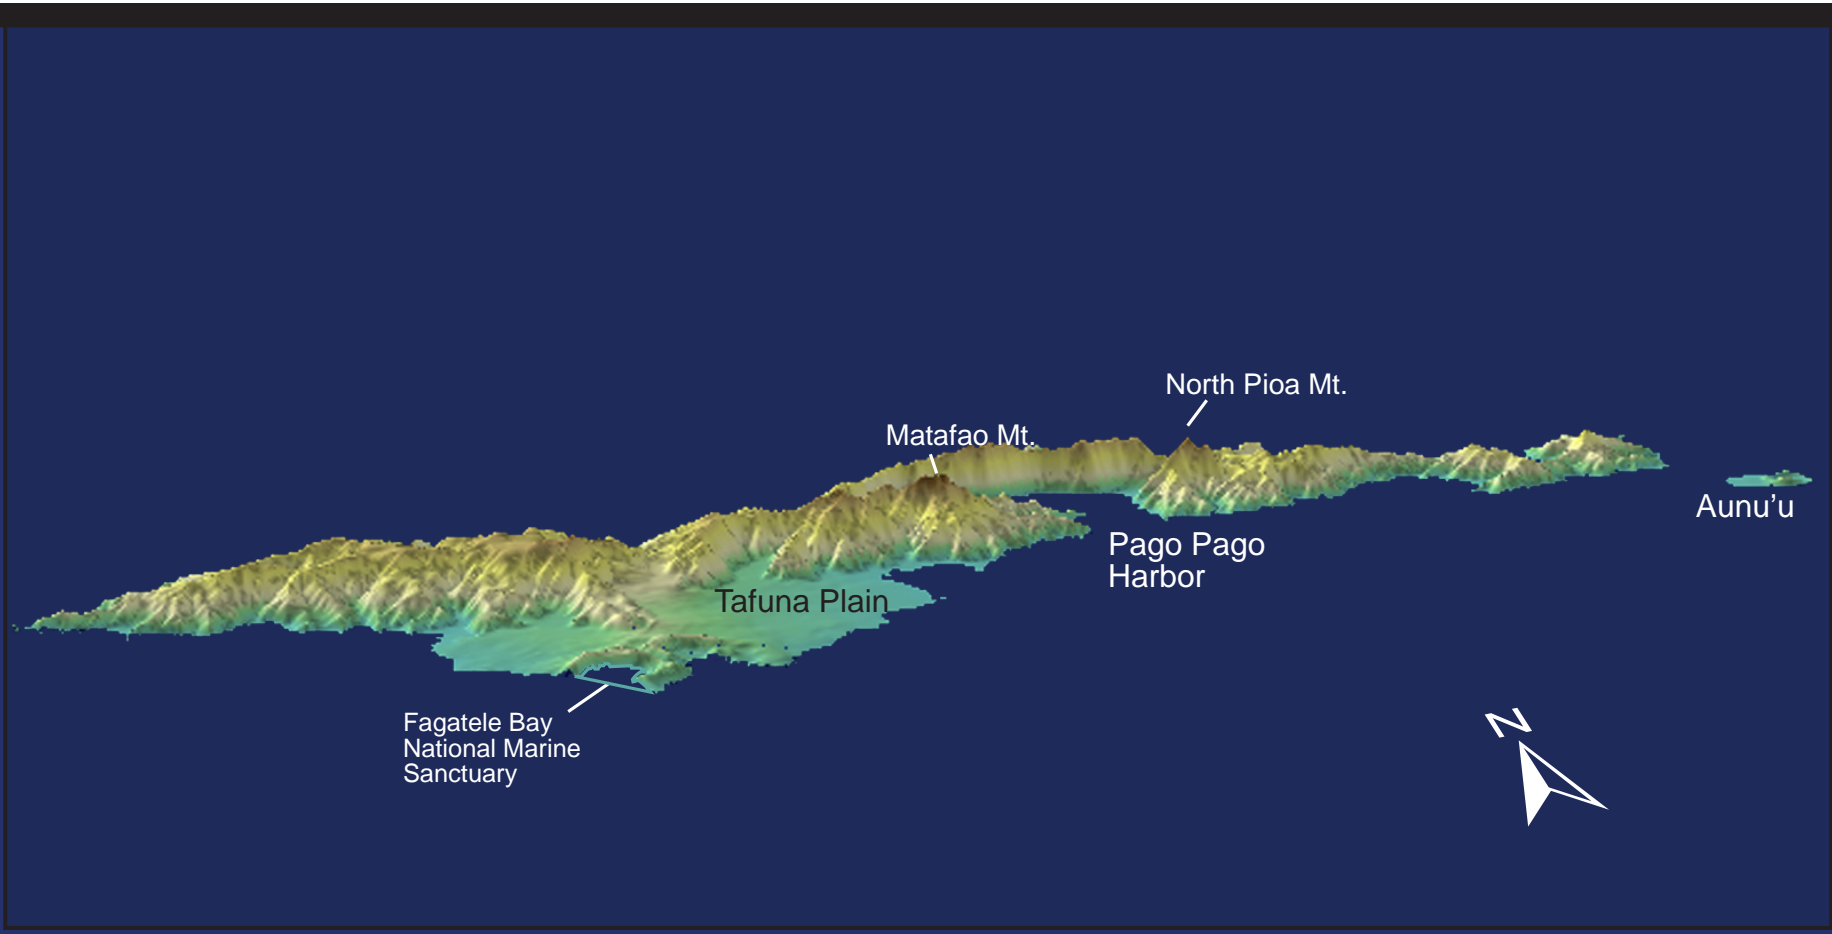 North Pioa Mt.
Matafao Mt.
Aunu’u
Pago Pago
Harbor
Tafuna Plain
Fagatele Bay
National Marine
Sanctuary
N